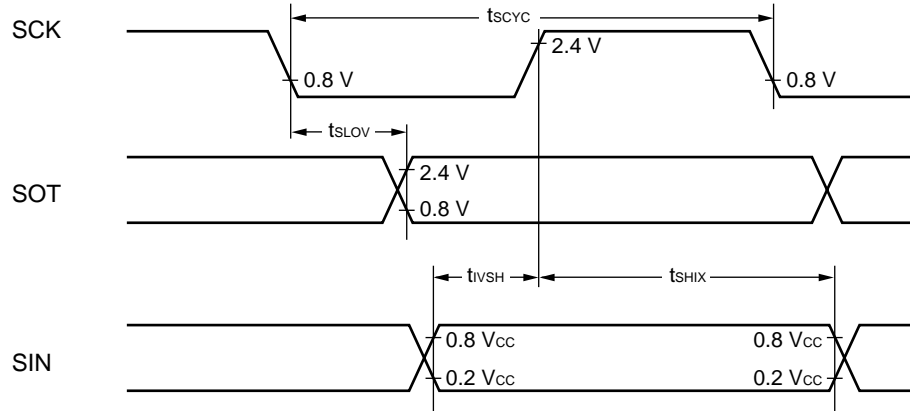 tSCYC
SCK
2.4 V
0.8 V
0.8 V
tSLOV
SOT
2.4 V
0.8 V
tIVSH
tSHIX
SIN
0.8 VCC
0.8 VCC
0.2 VCC
0.2 VCC